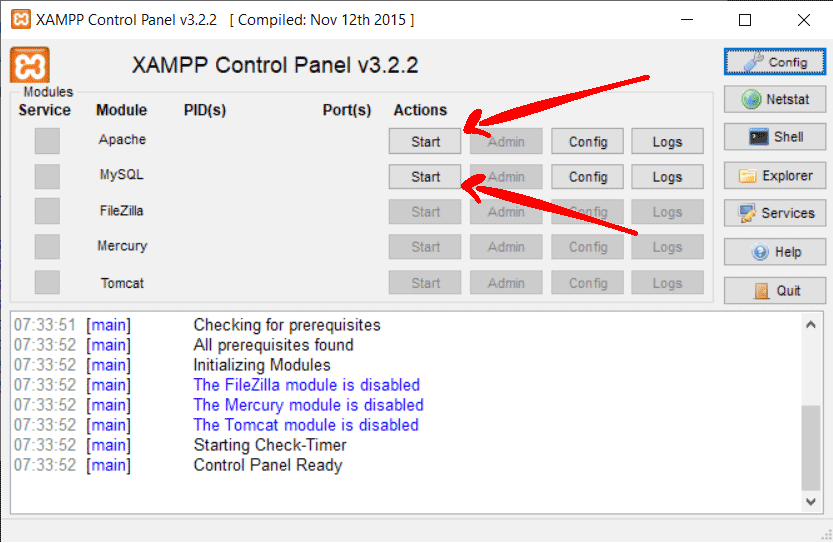 XAMPP Control Panel v3.2.2 [ Compiled: Nov 12th 2015 ]
XAMPP Control Panel v3.2.2
Config
Modules
Service Module PID(s) Port(s) Actions
Netstat
Apache Start Admin Config Logs
Shell
MySQL Start Admin Config Logs
Explorer
FileZilla Start Admin Config Logs
Services
Mercury Start Admin Config Logs
Help
Tomcat Start Admin Config Logs
Quit
07:33:51 [main] Checking for prerequisites
07:33:52 [main] All prerequisites found
07:33:52 [main] Initializing Modules
07:33:52 [main] The FileZilla module is disabled
07:33:52 [main] The Mercury module is disabled
07:33:52 [main] The Tomcat module is disabled
07:33:52 [main] Starting Check-Timer
07:33:52 [main] Control Panel Ready